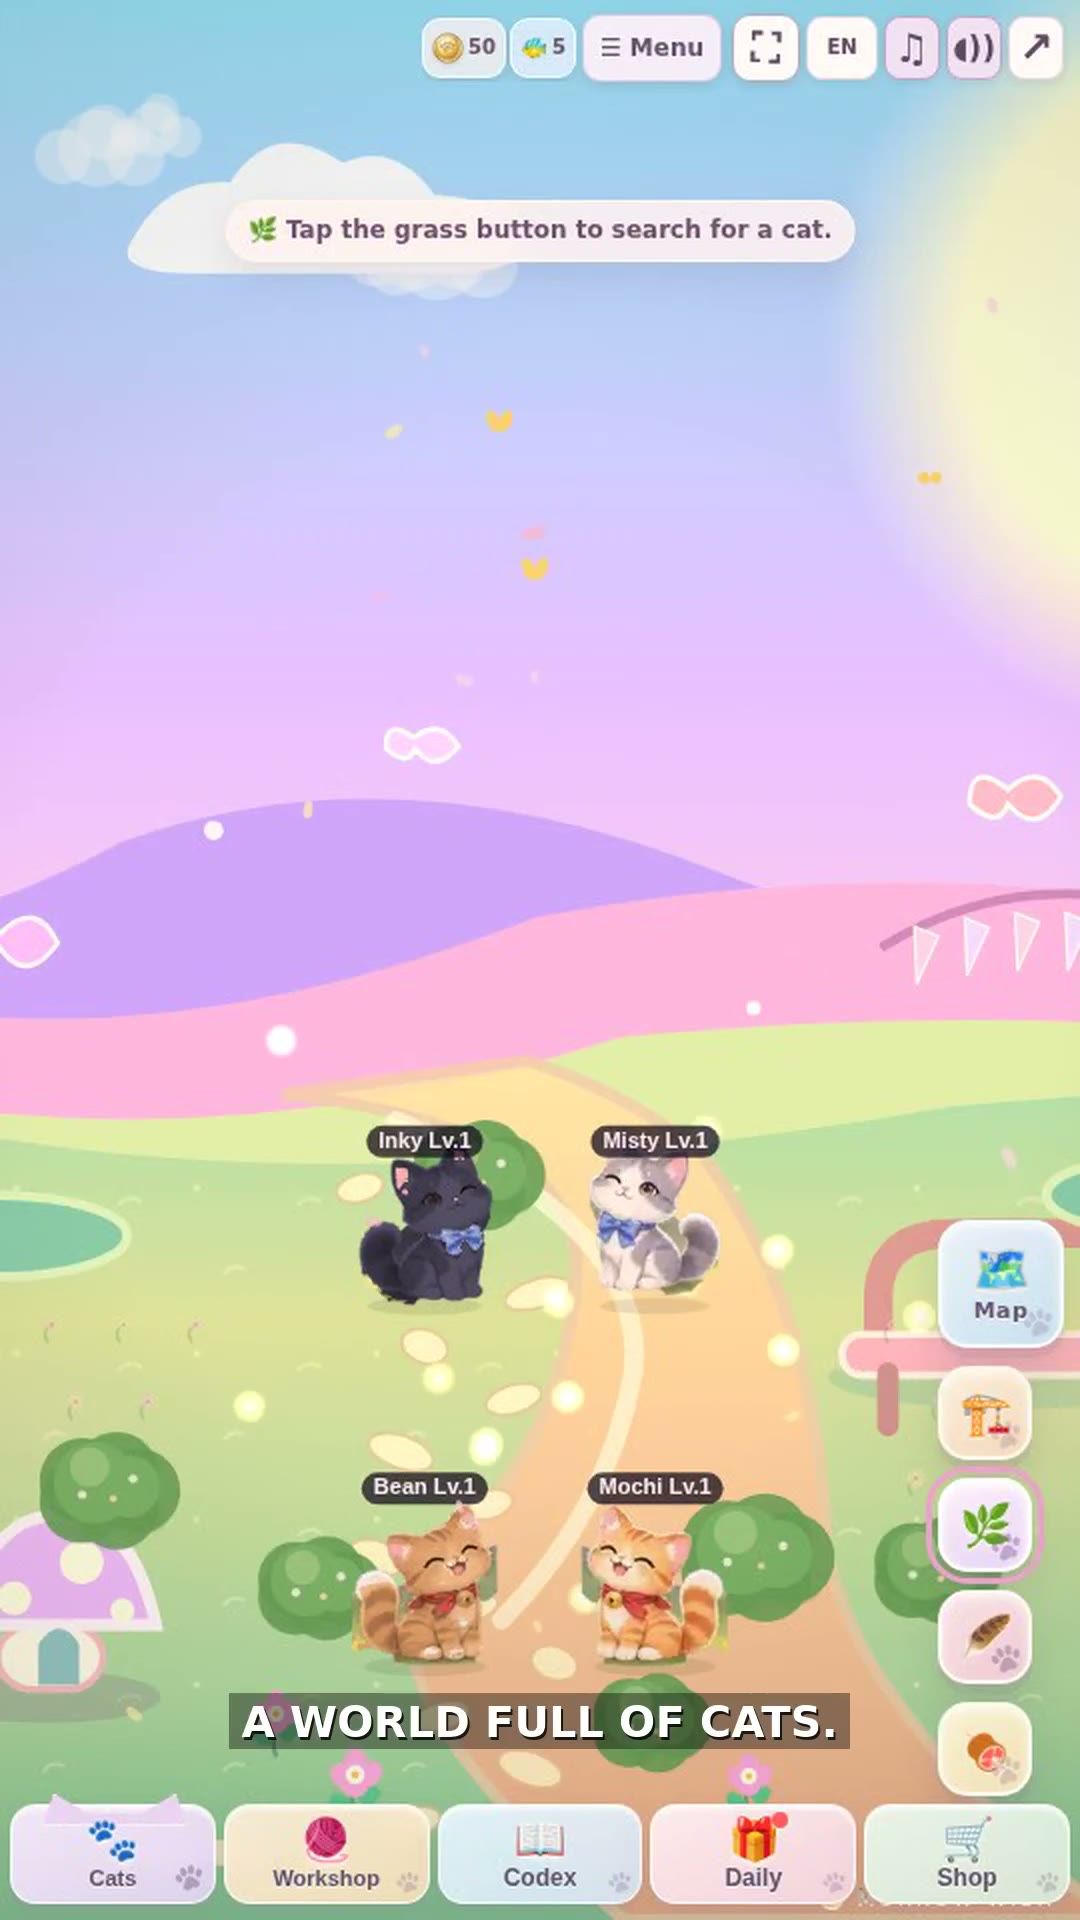 50
5
☰ Menu
EN
🌿 Tap the grass button to search for a cat.
Inky Lv.1
Misty Lv.1
Map
Bean Lv.1
Mochi Lv.1
A WORLD FULL OF CATS.
Cats
Workshop
Codex
Daily
Shop